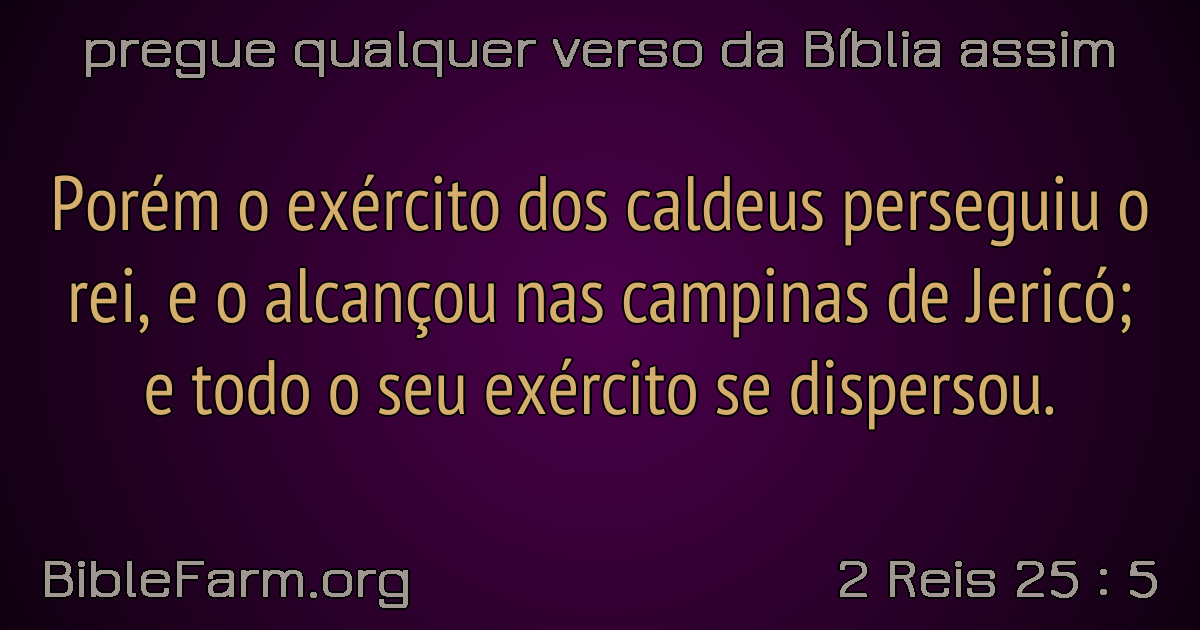 pregue qualquer verso da Bíblia assim
Porém o exército dos caldeus perseguiu o
rei, e o alcançou nas campinas de Jericó;
e todo o seu exército se dispersou.
BibleFarm.org
2 Reis 25 : 5